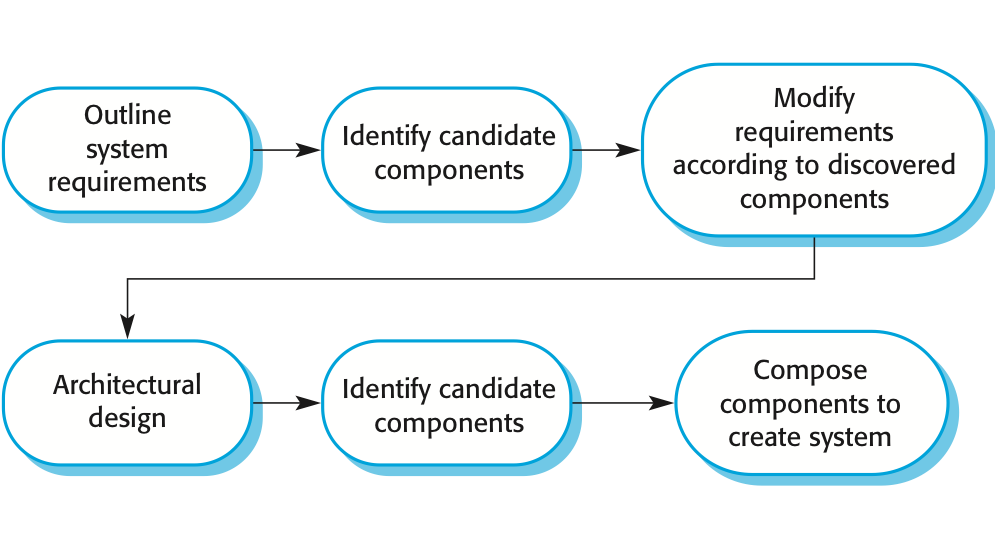 Outline
system
requirements
Identify candidate
components
Modify
requirements
according to discovered
components
Architectural
design
Identify candidate
components
Compose
components to
create system